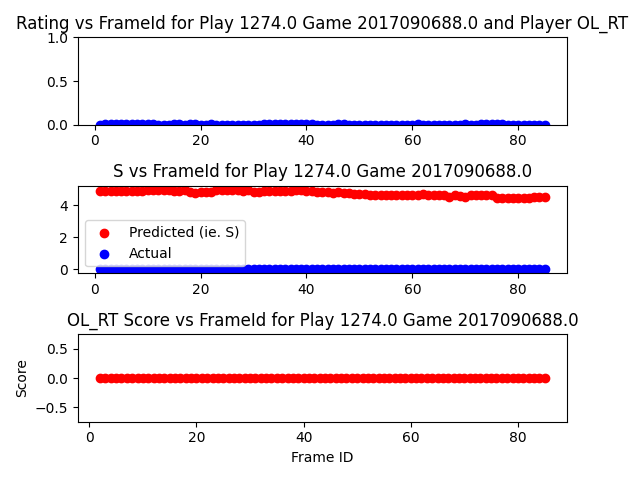 Rating vs FrameId for Play 1274.0 Game 2017090688.0 and Player OL_RT
1.0
0.5
0.0
0 20 40 60 80
S vs FrameId for Play 1274.0 Game 2017090688.0
4
2
0
Predicted (ie. S)
Actual
0 20 40 60 80
OL_RT Score vs FrameId for Play 1274.0 Game 2017090688.0
Score
0.5
0.0
−0.5
0 20 40 60 80
Frame ID